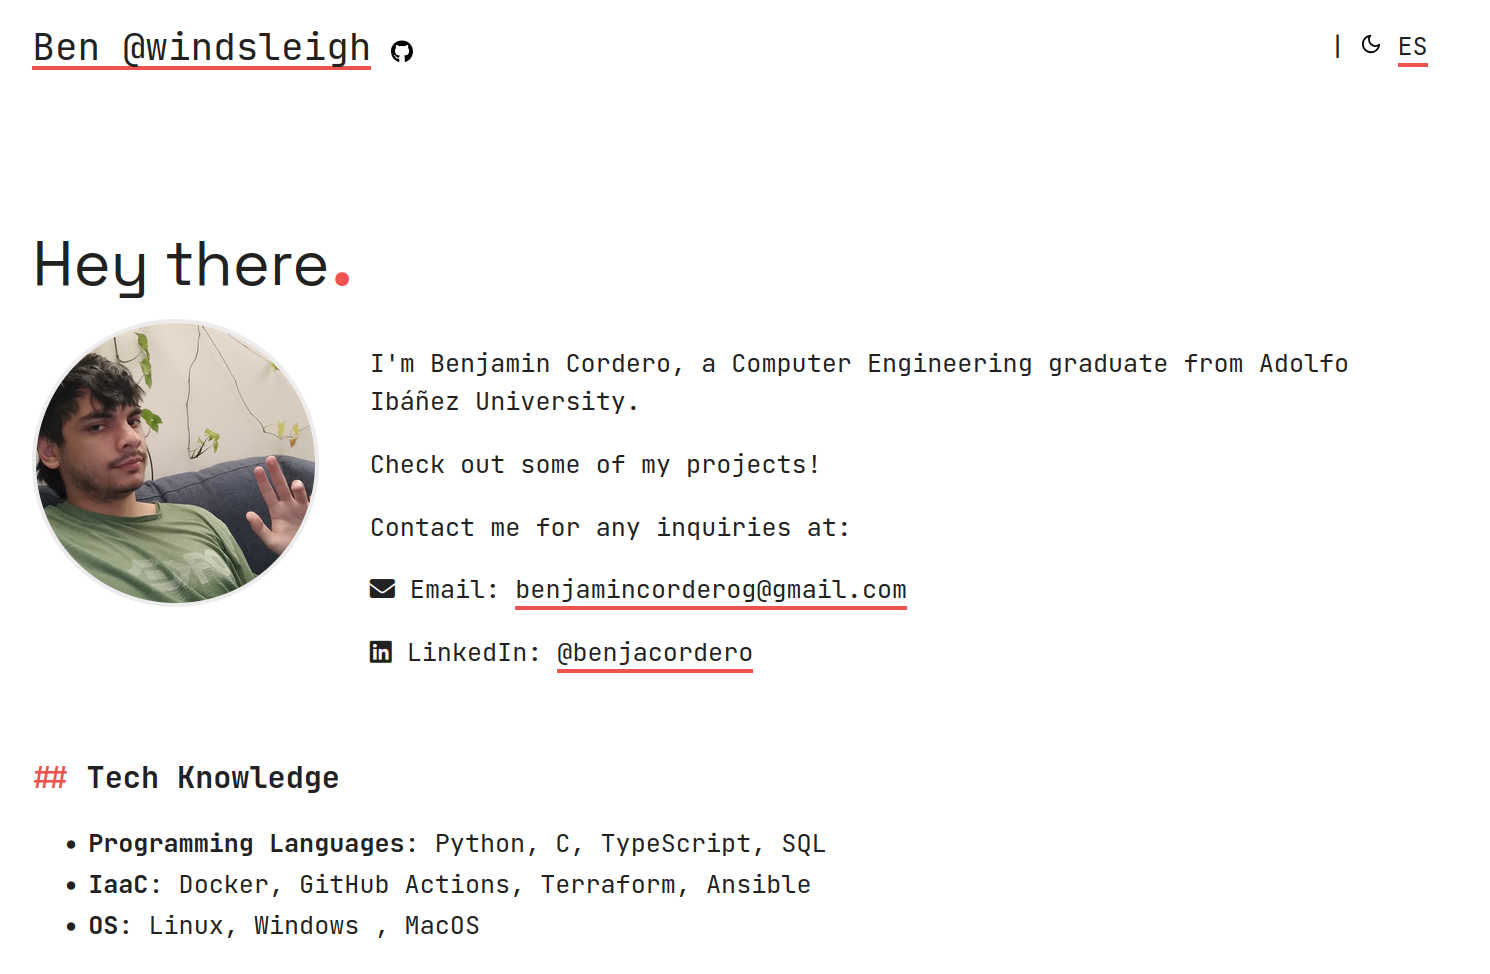 Ben @windsleigh
| ES
Hey there.
I'm Benjamin Cordero, a Computer Engineering graduate from Adolfo
Ibáñez University.
Check out some of my projects!
Contact me for any inquiries at:
Email: benjamincorderog@gmail.com
LinkedIn: @benjacordero
## Tech Knowledge
• Programming Languages: Python, C, TypeScript, SQL
• IaaC: Docker, GitHub Actions, Terraform, Ansible
• OS: Linux, Windows , MacOS